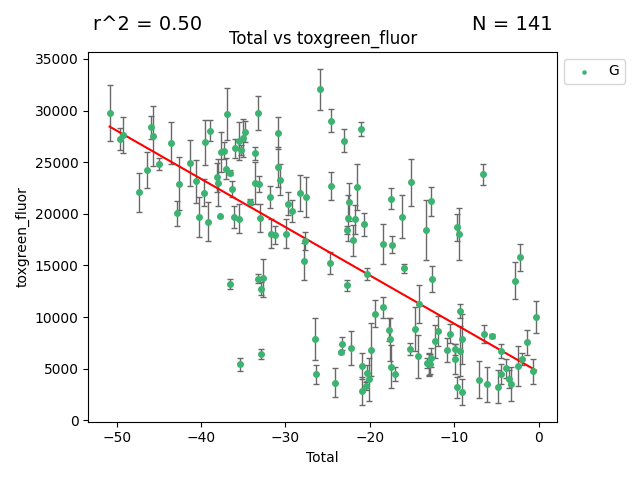 r^2 = 0.50
N = 141
Total vs toxgreen_fluor
G
35000
30000
25000
20000
15000
10000
5000
0
toxgreen_fluor
−50
−40
−30
−20
−10
0
Total